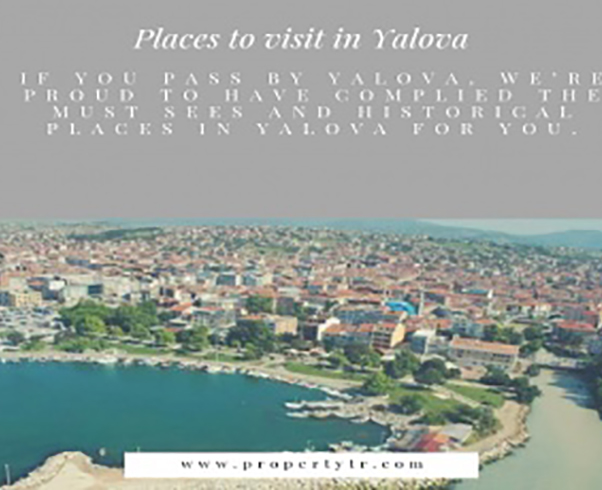 Places to visit in Yalova
IF YOU PASS BY YALOVA, WE'RE
PROUD TO HAVE COMPLIED THE
MUST SEES AND HISTORICAL
PLACES IN YALOVA FOR YOU.
www.propertytr.com